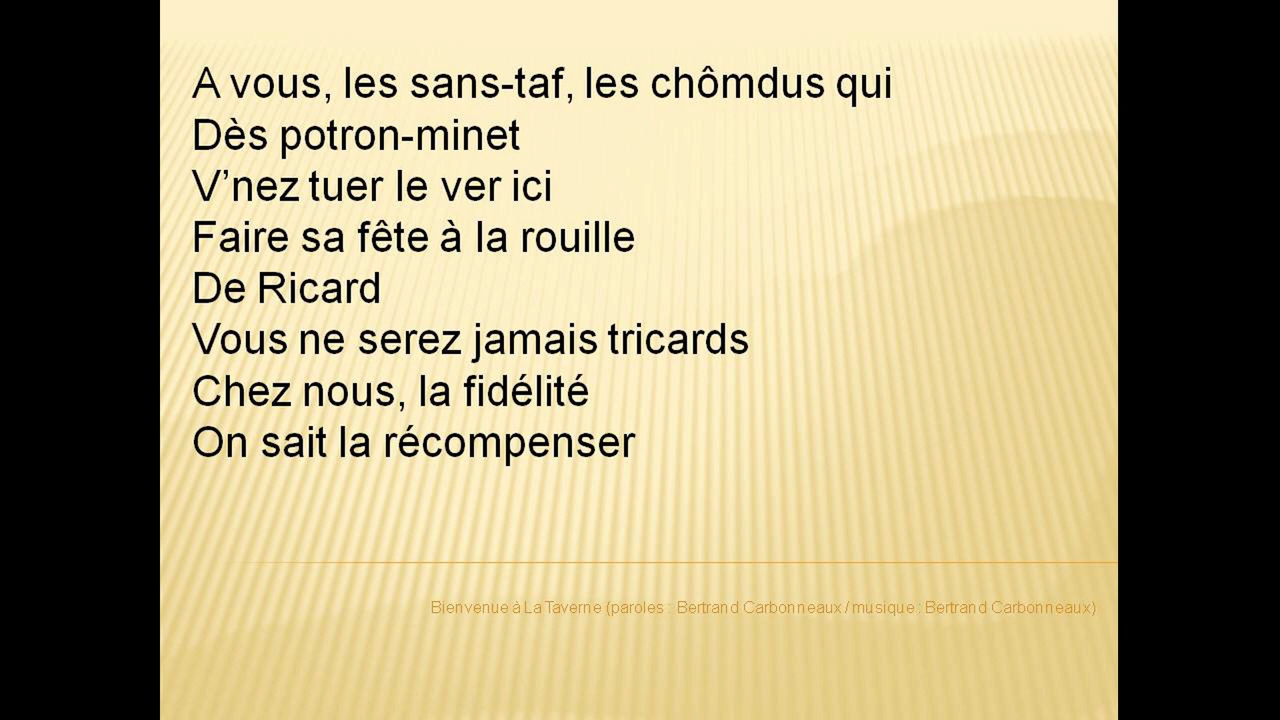 A vous, les sans-taf, les chômdus qui
Dès potron-minet
V’nez tuer le ver ici
Faire sa fête à la rouille
De Ricard
Vous ne serez jamais tricards
Chez nous, la fidélité
On sait la récompenser
Bienvenue à La Taverne (paroles : Bertrand Carbonneaux / musique : Bertrand Carbonneaux)